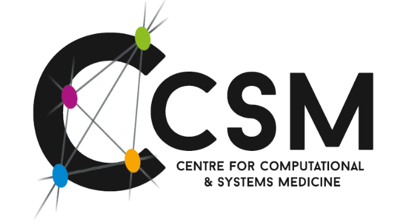 CCSM
CENTRE FOR COMPUTATIONAL
& SYSTEMS MEDICINE